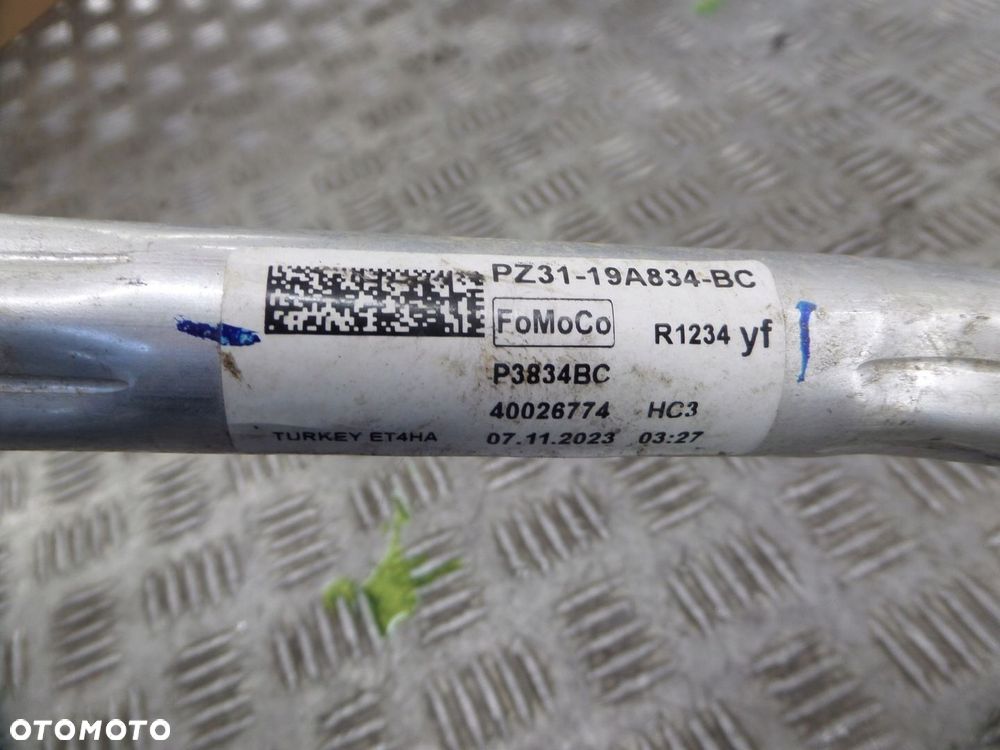 PZ31-19A834-BC
FoMoCo
R1234 yf
P3834BC
40026774 HC3
TURKEY ET4HA 07.11.2023 03:27
OTOMOTO